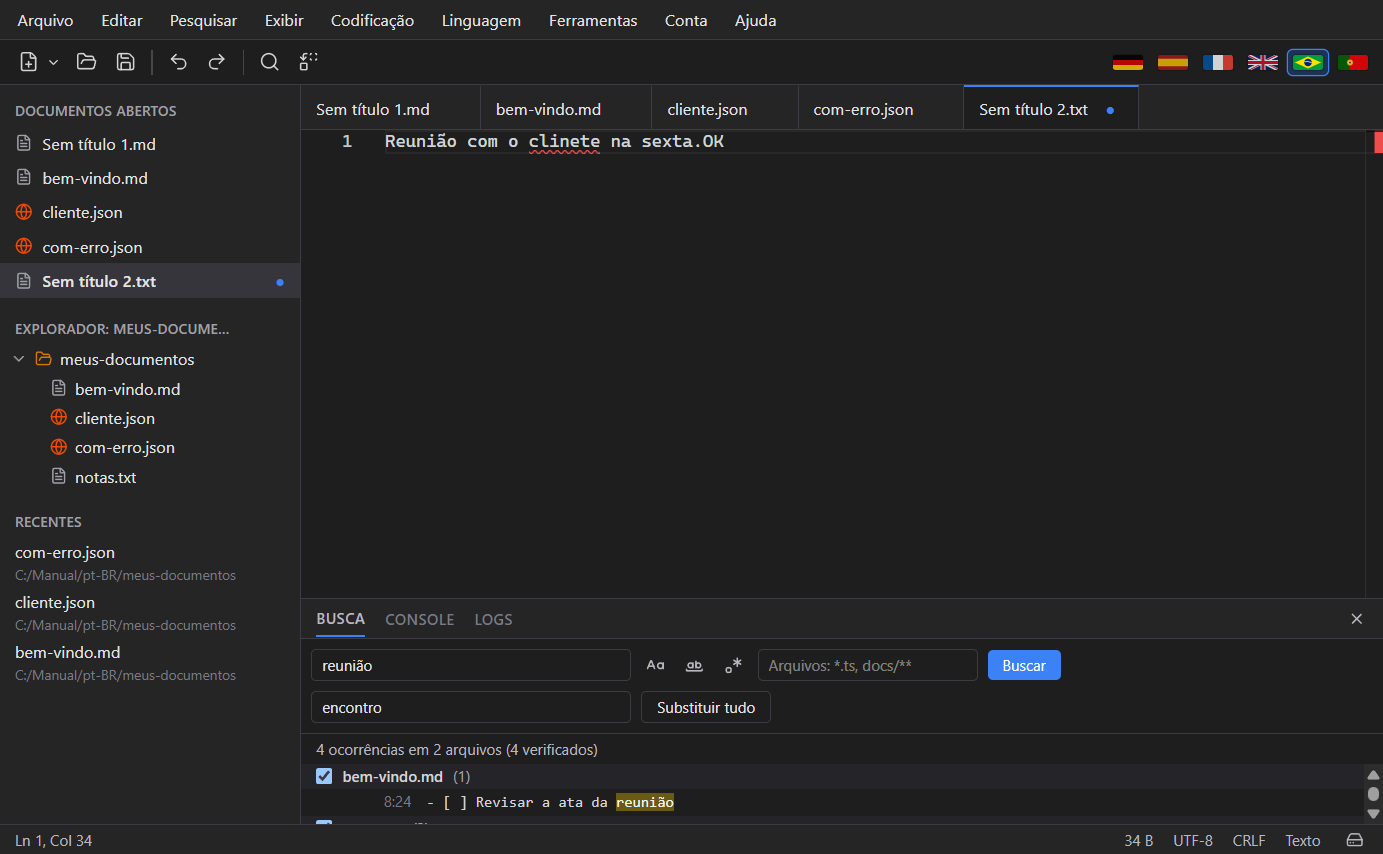 Arquivo Editar Pesquisar Exibir Codificação Linguagem Ferramentas Conta Ajuda
DOCUMENTOS ABERTOS
Sem título 1.md
bem-vindo.md
cliente.json
com-erro.json
Sem título 2.txt
EXPLORADOR: MEUS-DOCUME...
meus-documentos
bem-vindo.md
cliente.json
com-erro.json
notas.txt
RECENTES
com-erro.json
C:/Manual/pt-BR/meus-documentos
cliente.json
C:/Manual/pt-BR/meus-documentos
bem-vindo.md
C:/Manual/pt-BR/meus-documentos
Sem título 1.md bem-vindo.md cliente.json com-erro.json Sem título 2.txt
1 Reunião com o clinete na sexta.OK
BUSCA CONSOLE LOGS
reunião Aa ab .* Arquivos: *.ts, docs/** Buscar
encontro Substituir tudo
4 ocorrências em 2 arquivos (4 verificados)
bem-vindo.md (1)
8:24 - [ ] Revisar a ata da reunião
Ln 1, Col 34 34 B UTF-8 CRLF Texto